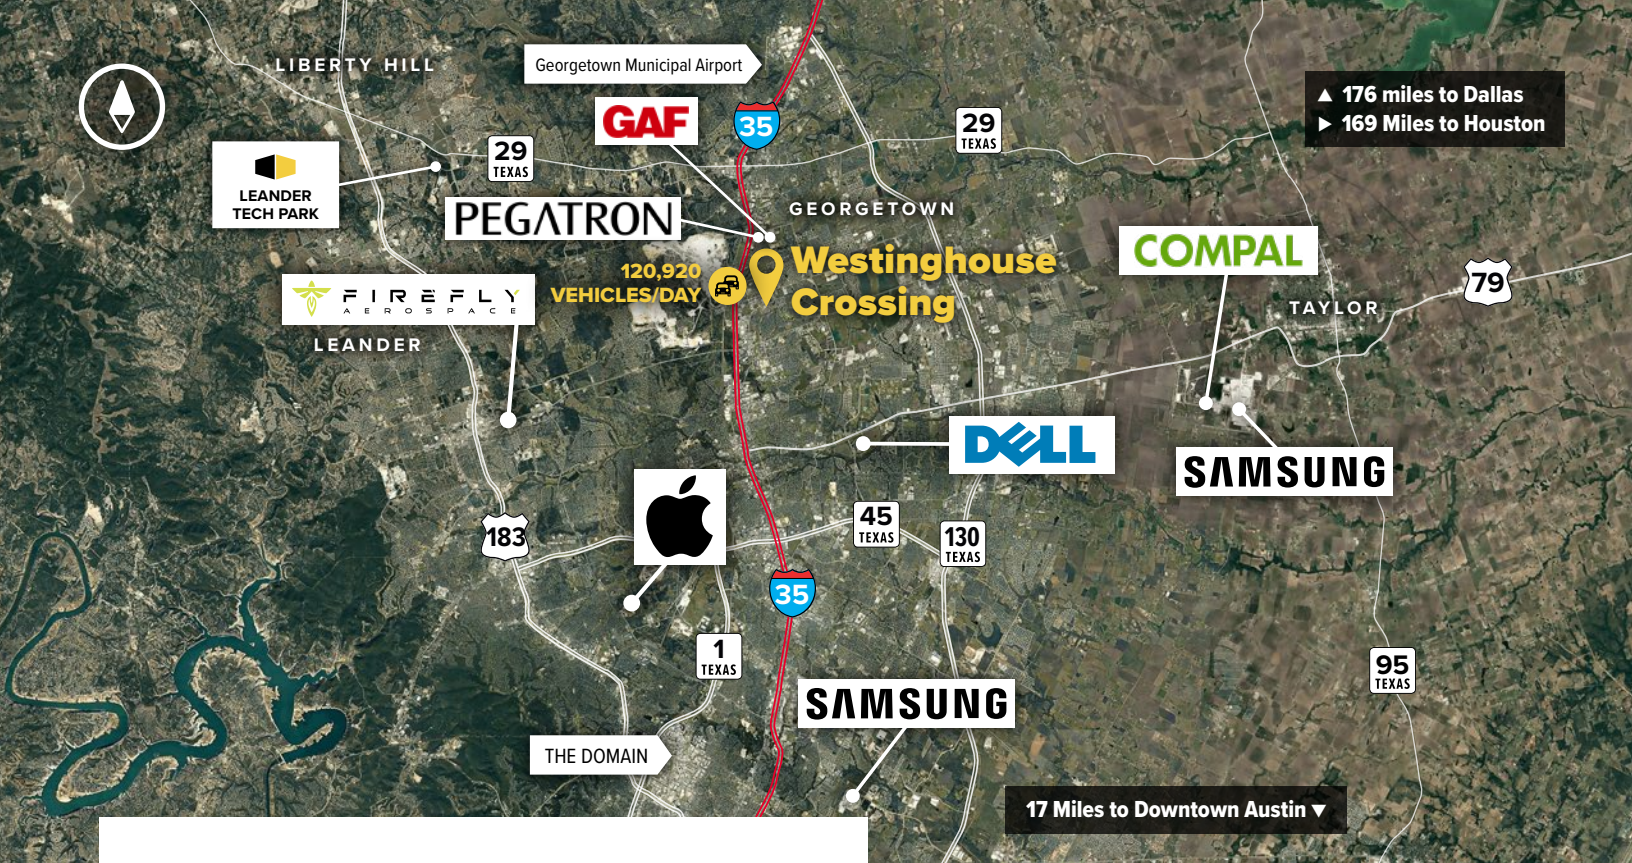 LIBERTY HILL
Georgetown Municipal Airport
▲ 176 miles to Dallas
▶ 169 Miles to Houston
GAF
35
29
TEXAS
29
TEXAS
LEANDER
TECH PARK
PEGATRON
GEORGETOWN
COMPAL
120,920
VEHICLES/DAY
Westinghouse
Crossing
79
FIREFLY
AEROSPACE
TAYLOR
LEANDER
DELL
SAMSUNG
183
45
TEXAS
130
TEXAS
35
1
TEXAS
95
TEXAS
SAMSUNG
THE DOMAIN
17 Miles to Downtown Austin ▼